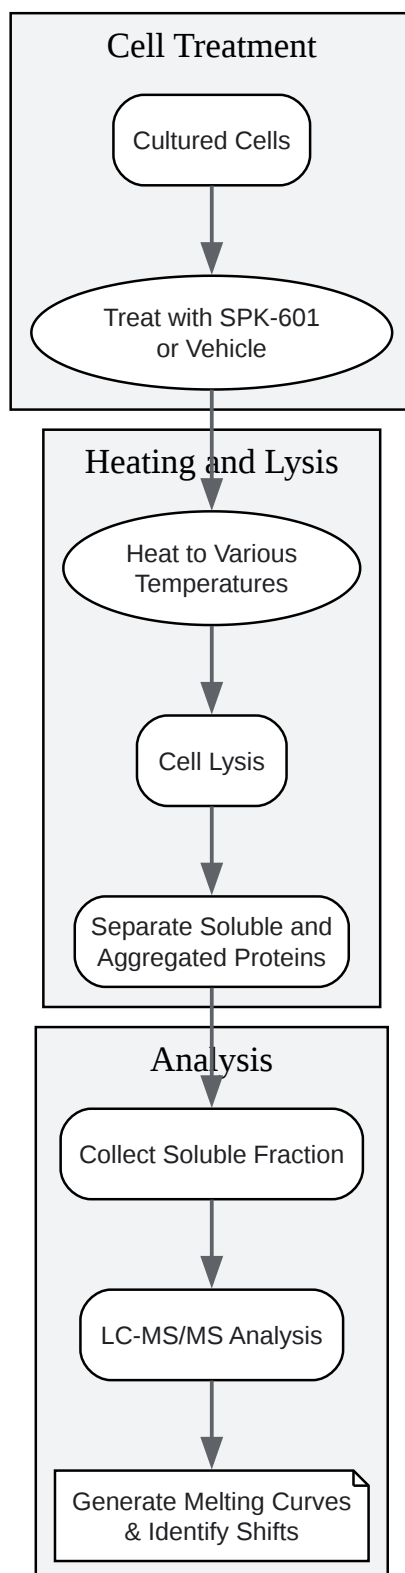 Cell Treatment
Cultured Cells
Treat with SPK-601
or Vehicle
Heating and Lysis
Heat to Various
Temperatures
Cell Lysis
Separate Soluble and
Aggregated Proteins
Analysis
Collect Soluble Fraction
LC-MS/MS Analysis
Generate Melting Curves
& Identify Shifts